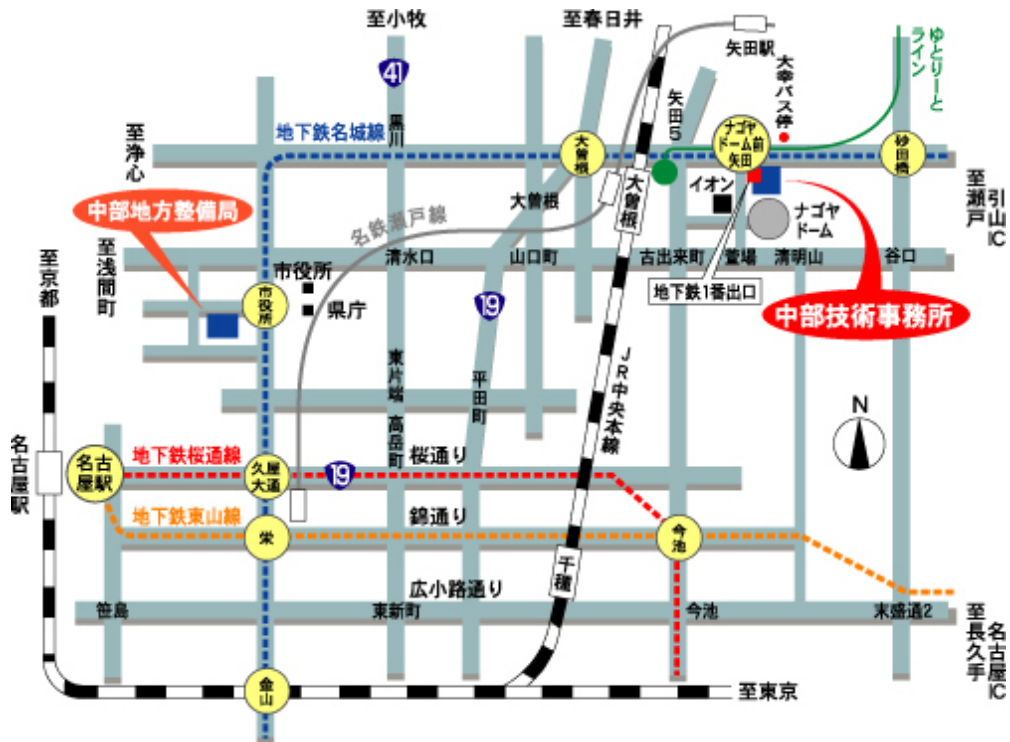 至小牧
至春日井
矢田駅
ゆとりーと
ライン
41
大幸バス停
矢田5
黒川
地下鉄名城線
至浄心
大曽根
ナゴヤ
ドーム前
矢田
砂田橋
大曽根
大曽根
イオン
至瀬戸
引山IC
中部地方整備局
名鉄瀬戸線
ナゴヤ
ドーム
至京都
至浅間町
清水口
山口町
古出来町
萱場
清明山
谷口
市役所
市役所
県庁
地下鉄1番出口
19
中部技術事務所
東片端
平田町
JR中央本線
高岳町
N
名古屋駅
名古
屋駅
地下鉄桜通線
久屋
大通
19
桜通り
地下鉄東山線
栄
錦通り
今池
千種
広小路通り
笹島
東新町
今池
末盛通2
至長久手
名古屋IC
金山
至東京